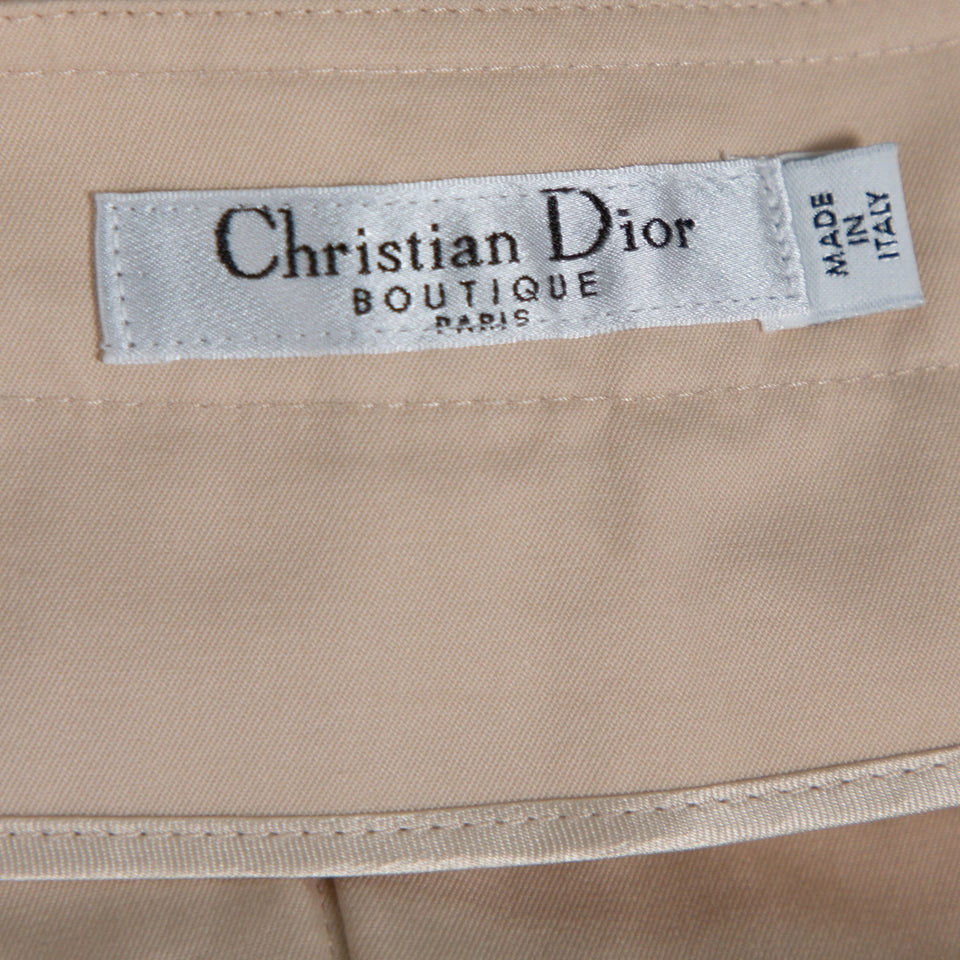 Christian Dior
BOUTIQUE
PARIS
MADE
IN
ITALY